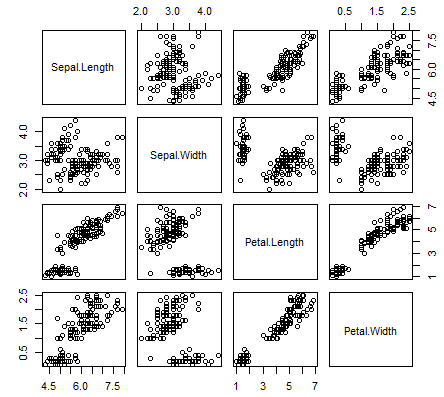 2.0 3.0 4.0 0.5 1.5 2.5
Sepal.Length
4.5 6.0 7.5
2.0 3.0 4.0
Sepal.Width
Petal.Length
1 3 5 7
0.5 1.5 2.5
Petal.Width
4.5 6.0 7.5 1 3 5 7